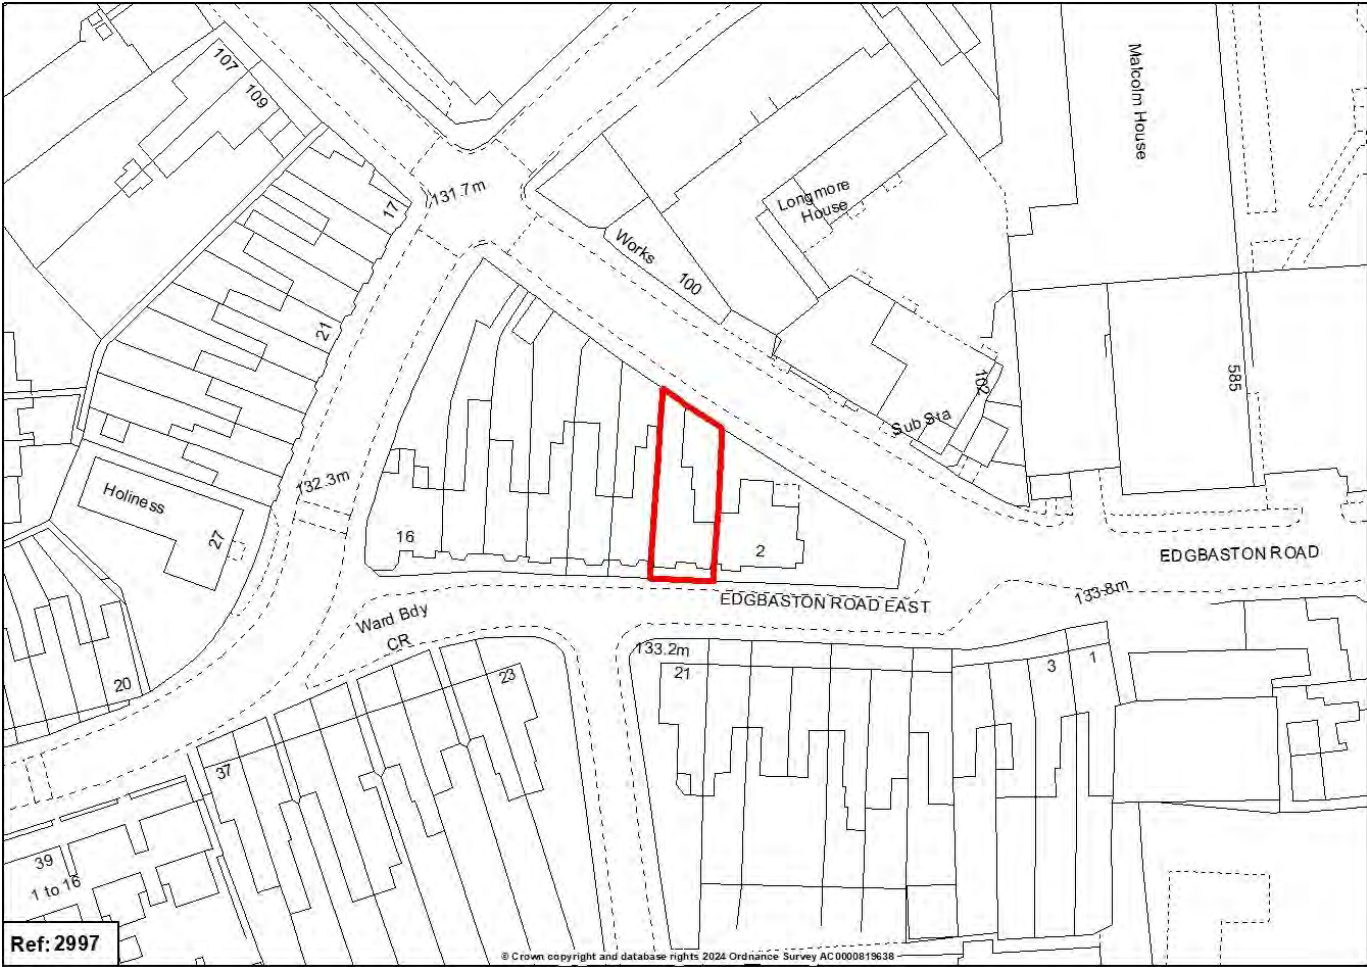 107
109
Malcolm House
131.7m
17
Longmore
House
Works
100
21
102
585
Sub Sta
132.3m
Holiness
27
16
2
EDGBASTON ROAD
EDGBASTON ROAD EAST
133.8m
Ward Bdy
CR
133.2m
21
3
1
23
20
37
39
1 to 16
Ref: 2997
© Crown copyright and database rights 2024 Ordnance Survey AC0000819638